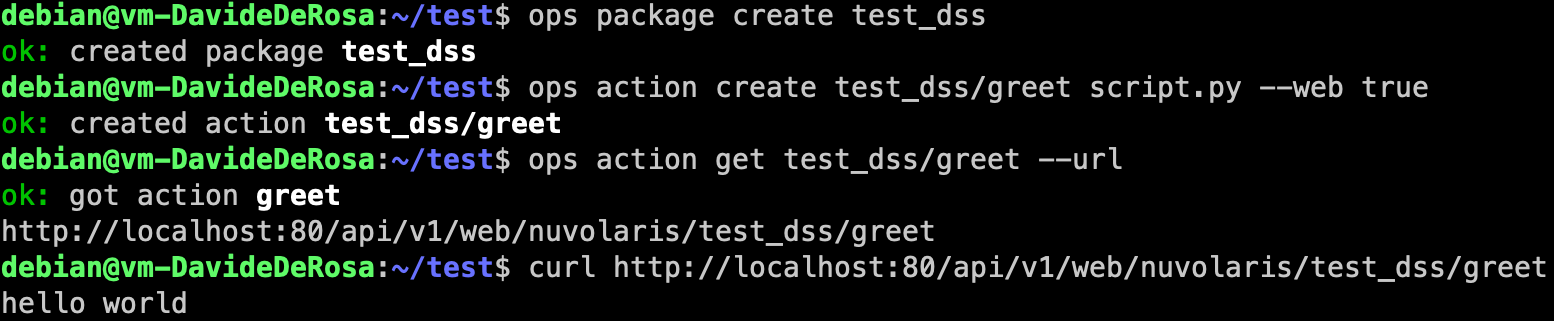 debian@vm-DavideDeRosa:~/test$ ops package create test_dss
ok: created package test_dss
debian@vm-DavideDeRosa:~/test$ ops action create test_dss/greet script.py --web true
ok: created action test_dss/greet
debian@vm-DavideDeRosa:~/test$ ops action get test_dss/greet --url
ok: got action greet
http://localhost:80/api/v1/web/nuvolaris/test_dss/greet
debian@vm-DavideDeRosa:~/test$ curl http://localhost:80/api/v1/web/nuvolaris/test_dss/greet
hello world